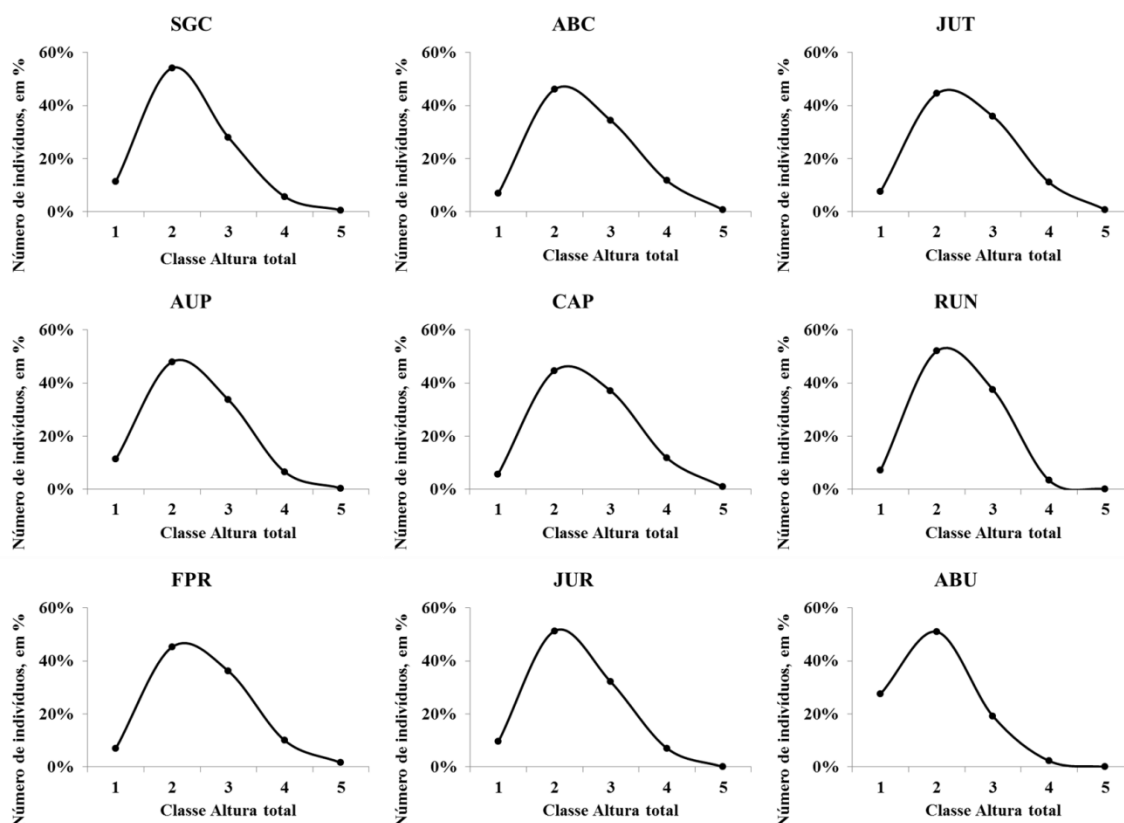 SGC
Número de indivíduos, em %
60%
40%
20%
0%
1 2 3 4 5
Classe Altura total
ABC
Número de indivíduos, em %
60%
40%
20%
0%
1 2 3 4 5
Classe Altura total
JUT
Número de indivíduos, em %
60%
40%
20%
0%
1 2 3 4 5
Classe Altura total
AUP
Número de indivíduos, em %
60%
40%
20%
0%
1 2 3 4 5
Classe Altura total
CAP
Número de indivíduos, em %
60%
40%
20%
0%
1 2 3 4 5
Classe Altura total
RUN
Número de indivíduos, em %
60%
40%
20%
0%
1 2 3 4 5
Classe Altura total
FPR
Número de indivíduos, em %
60%
40%
20%
0%
1 2 3 4 5
Classe Altura total
JUR
Número de indivíduos, em %
60%
40%
20%
0%
1 2 3 4 5
Classe Altura total
ABU
Número de indivíduos, em %
60%
40%
20%
0%
1 2 3 4 5
Classe Altura total